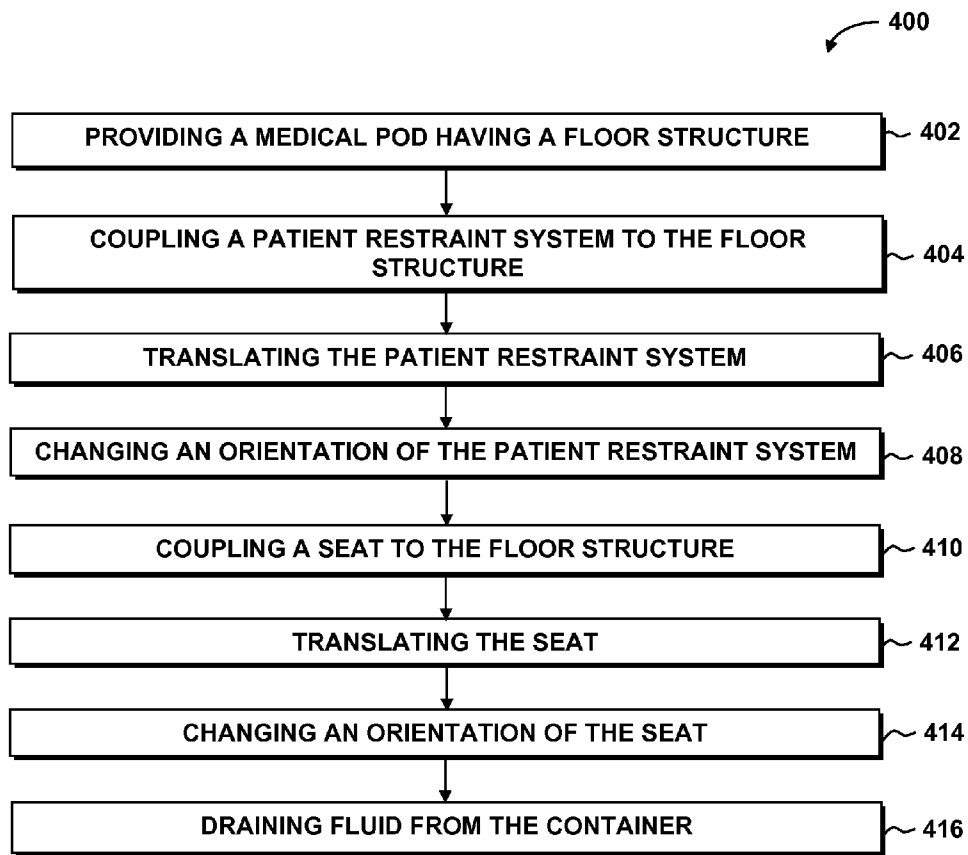 400
PROVIDING A MEDICAL POD HAVING A FLOOR STRUCTURE
402
COUPLING A PATIENT RESTRAINT SYSTEM TO THE FLOOR
STRUCTURE
404
TRANSLATING THE PATIENT RESTRAINT SYSTEM
406
CHANGING AN ORIENTATION OF THE PATIENT RESTRAINT SYSTEM
408
COUPLING A SEAT TO THE FLOOR STRUCTURE
410
TRANSLATING THE SEAT
412
CHANGING AN ORIENTATION OF THE SEAT
414
DRAINING FLUID FROM THE CONTAINER
416